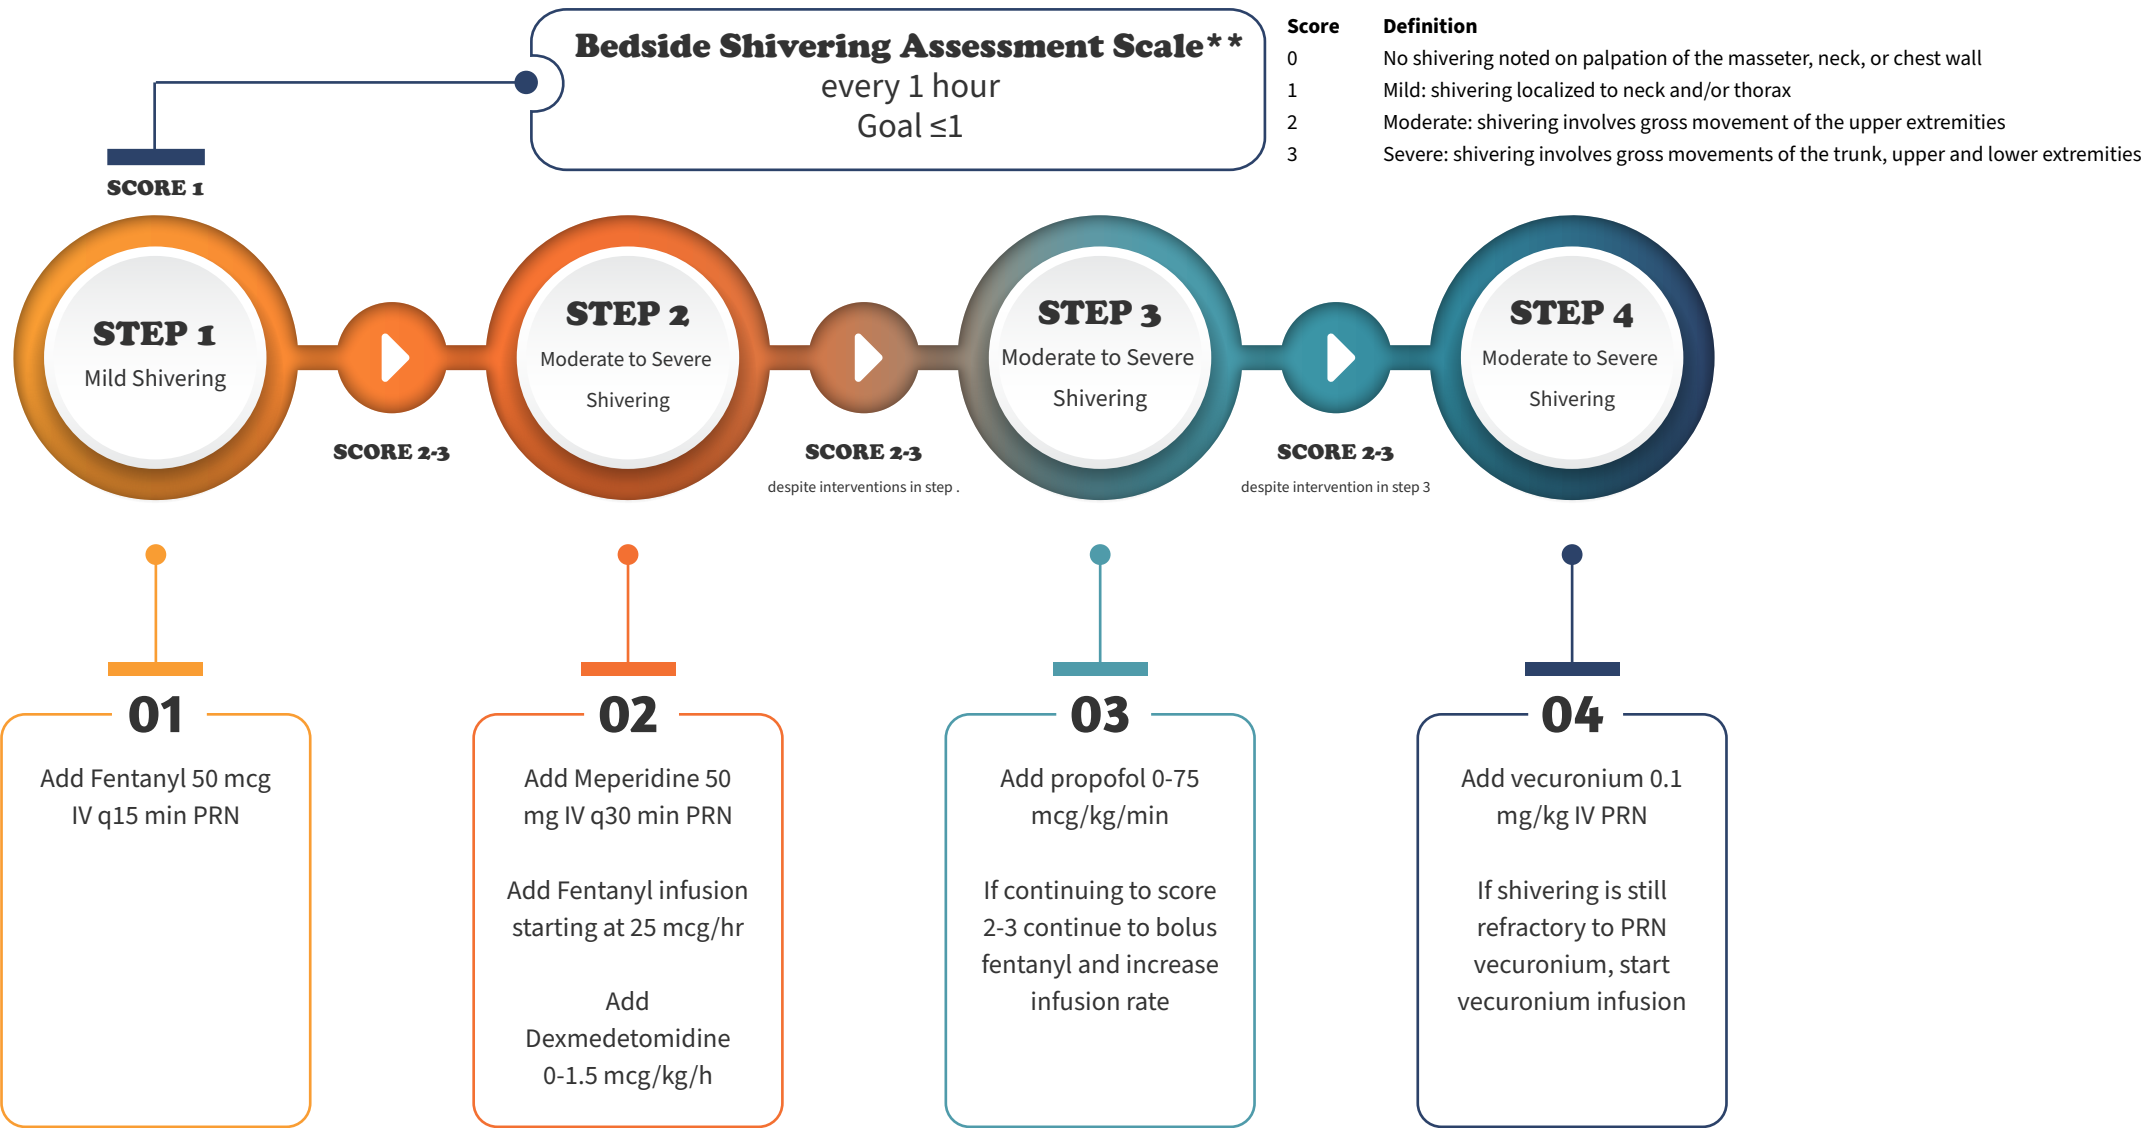 Bedside Shivering Assessment Scale**
every 1 hour
Goal ≤1
Score Definition
0 No shivering noted on palpation of the masseter, neck, or chest wall
1 Mild: shivering localized to neck and/or thorax
2 Moderate: shivering involves gross movement of the upper extremities
3 Severe: shivering involves gross movements of the trunk, upper and lower extremities
SCORE 1
STEP 1
Mild Shivering
SCORE 2-3
STEP 2
Moderate to Severe
Shivering
SCORE 2-3
despite interventions in step .
STEP 3
Moderate to Severe
Shivering
SCORE 2-3
despite intervention in step 3
STEP 4
Moderate to Severe
Shivering
01
Add Fentanyl 50 mcg
IV q15 min PRN
02
Add Meperidine 50
mg IV q30 min PRN
Add Fentanyl infusion
starting at 25 mcg/hr
Add
Dexmedetomidine
0-1.5 mcg/kg/h
03
Add propofol 0-75
mcg/kg/min
If continuing to score
2-3 continue to bolus
fentanyl and increase
infusion rate
04
Add vecuronium 0.1
mg/kg IV PRN
If shivering is still
refractory to PRN
vecuronium, start
vecuronium infusion